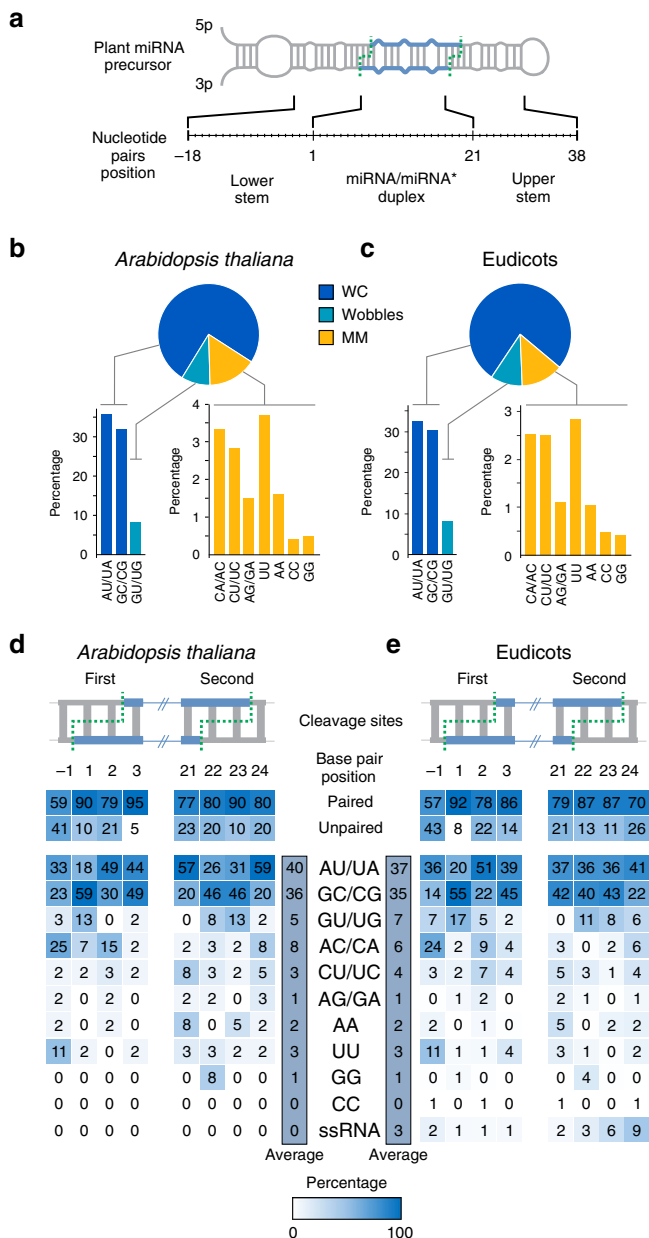 a
5p
Plant miRNA
precursor
3p
Nucleotide
pairs
position
−18 1 21 38
Lower
stem
miRNA/miRNA*
duplex
Upper
stem
b
Arabidopsis thaliana
c
Eudicots
WC
Wobbles
MM
Percentage
30
20
10
0
AU/UA
GC/CG
GU/UG
Percentage
4
3
2
1
0
CA/AC
CU/UC
AG/GA
UU
AA
CC
GG
Percentage
30
20
10
0
AU/UA
GC/CG
GU/UG
Percentage
3
2
1
0
CA/AC
CU/UC
AG/GA
UU
AA
CC
GG
d
Arabidopsis thaliana
e
Eudicots
First Second
Cleavage sites
First Second
Base pair
position
−1 1 2 3 21 22 23 24 −1 1 2 3 21 22 23 24
59 90 79 95 77 80 90 80 Paired 57 92 78 86 79 87 87 70
41 10 21 5 23 20 10 20 Unpaired 43 8 22 14 21 13 11 26
33 18 49 44 57 26 31 59 40 AU/UA 37 36 20 51 39 37 36 36 41
23 59 30 49 20 46 46 20 36 GC/CG 35 14 55 22 45 42 40 43 22
3 13 0 2 0 8 13 2 5 GU/UG 7 7 17 5 2 0 11 8 6
25 7 15 2 2 3 2 8 8 AC/CA 6 24 2 9 4 3 0 2 6
2 2 3 2 8 3 2 5 3 CU/UC 4 3 2 7 4 5 3 1 4
2 0 2 0 2 2 2 3 1 AG/GA 1 0 1 2 0 2 1 0 1
2 0 2 0 8 0 5 2 2 AA 2 2 0 1 0 5 0 2 2
11 2 0 2 3 3 2 2 3 UU 3 11 1 1 4 3 1 0 2
0 0 0 0 0 8 0 0 1 GG 1 0 1 0 0 0 4 0 0
0 0 0 0 0 0 0 0 0 CC 0 1 0 1 0 1 0 0 1
0 0 0 0 0 0 0 0 0 ssRNA 3 2 1 1 1 2 3 6 9
Average Average
Percentage
0 100